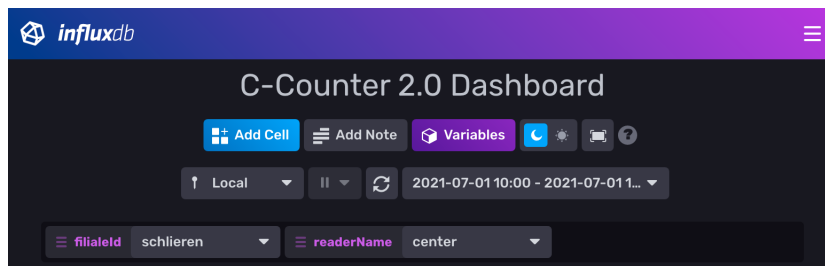 influxdb
C-Counter 2.0 Dashboard
Add Cell Add Note Variables ?
Local 2021-07-01 10:00 - 2021-07-01 1...
filialeId schlieren readerName center